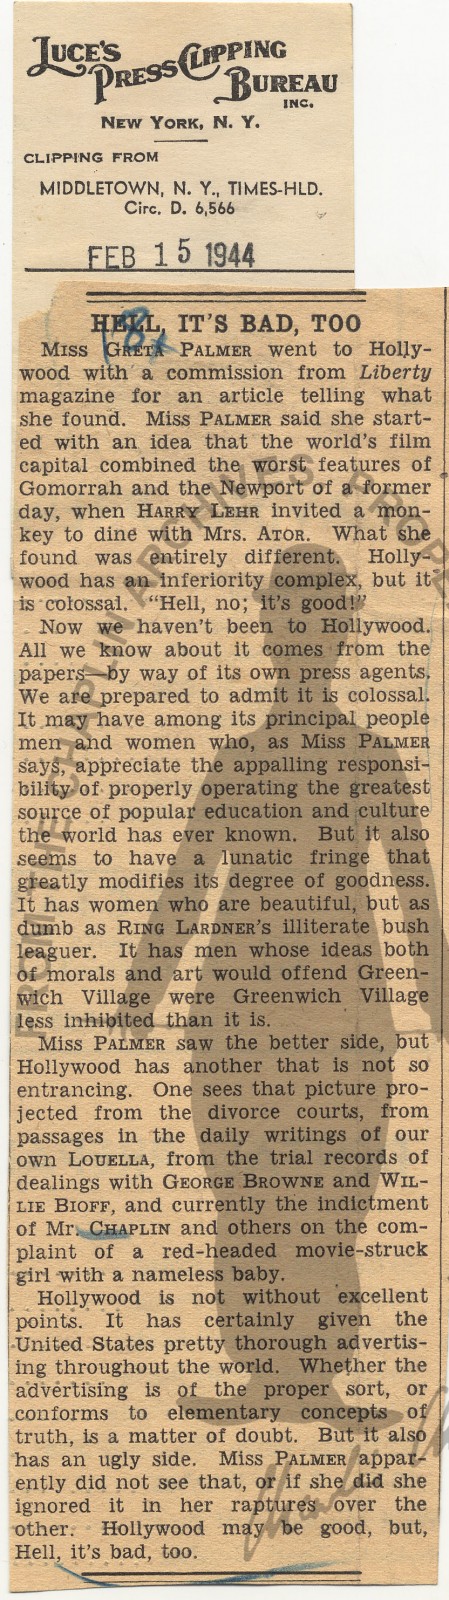 LUCE'S
PRESS CLIPPING
BUREAU
INC.
NEW YORK, N. Y.
CLIPPING FROM
MIDDLETOWN, N. Y., TIMES-HLD.
Circ. D. 6,566
FEB 15 1944
HELL, IT'S BAD, TOO
MISS GRETA PALMER went to Holly-
wood with a commission from Liberty
magazine for an article telling what
she found. Miss PALMER said she start-
ed with an idea that the world's film
capital combined the worst features of
Gomorrah and the Newport of a former
day, when HARRY LEHR invited a mon-
key to dine with Mrs. ATOR. What she
found was entirely different. Holly-
wood has an inferiority complex, but it
is colossal. "Hell, no; it's good!"
Now we haven't been to Hollywood.
All we know about it comes from the
papers—by way of its own press agents.
We are prepared to admit it is colossal.
It may have among its principal people
men and women who, as Miss PALMER
says, appreciate the appalling responsi-
bility of properly operating the greatest
source of popular education and culture
the world has ever known. But it also
seems to have a lunatic fringe that
greatly modifies its degree of goodness.
It has women who are beautiful, but as
dumb as RING LARDNER'S illiterate bush
leaguer. It has men whose ideas both
of morals and art would offend Green-
wich Village were Greenwich Village
less inhibited than it is.
Miss PALMER saw the better side, but
Hollywood has another that is not so
entrancing. One sees that picture pro-
jected from the divorce courts, from
passages in the daily writings of our
own LOUELLA, from the trial records of
dealings with GEORGE BROWNE and WIL-
LIE BIOFF, and currently the indictment
of Mr. CHAPLIN and others on the com-
plaint of a red-headed movie-struck
girl with a nameless baby.
Hollywood is not without excellent
points. It has certainly given the
United States pretty thorough advertis-
ing throughout the world. Whether the
advertising is of the proper sort, or
conforms to elementary concepts of
truth, is a matter of doubt. But it also
has an ugly side. Miss PALMER appar-
ently did not see that, or if she did she
ignored it in her raptures over the
other. Hollywood may be good, but,
Hell, it's bad, too.
FROM THE CHAPLIN ARCHIVES